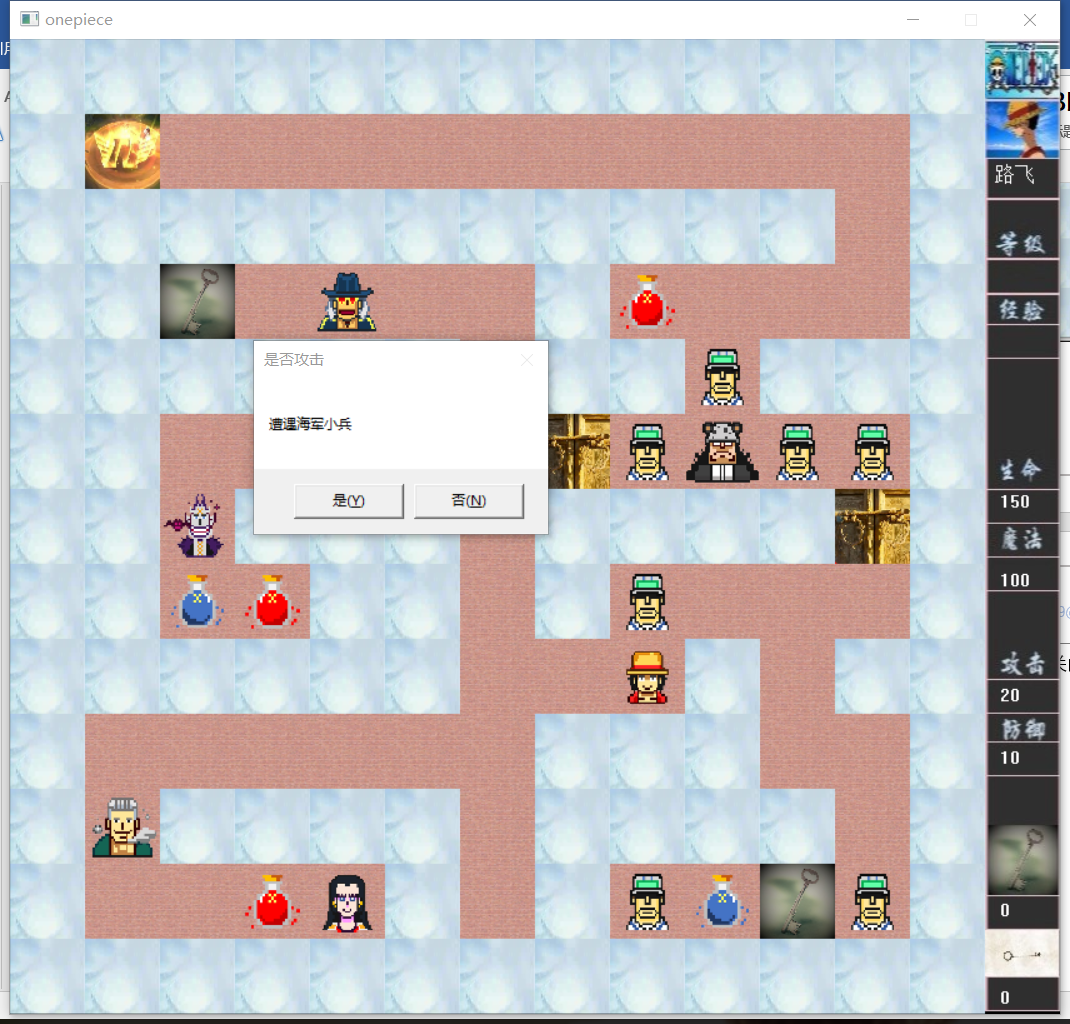 onepiece
路飞
等级
经验
是否攻击
遭遇海军小兵
是(Y)
否(N)
生命
150
魔法
100
攻击
20
防御
10
0
0